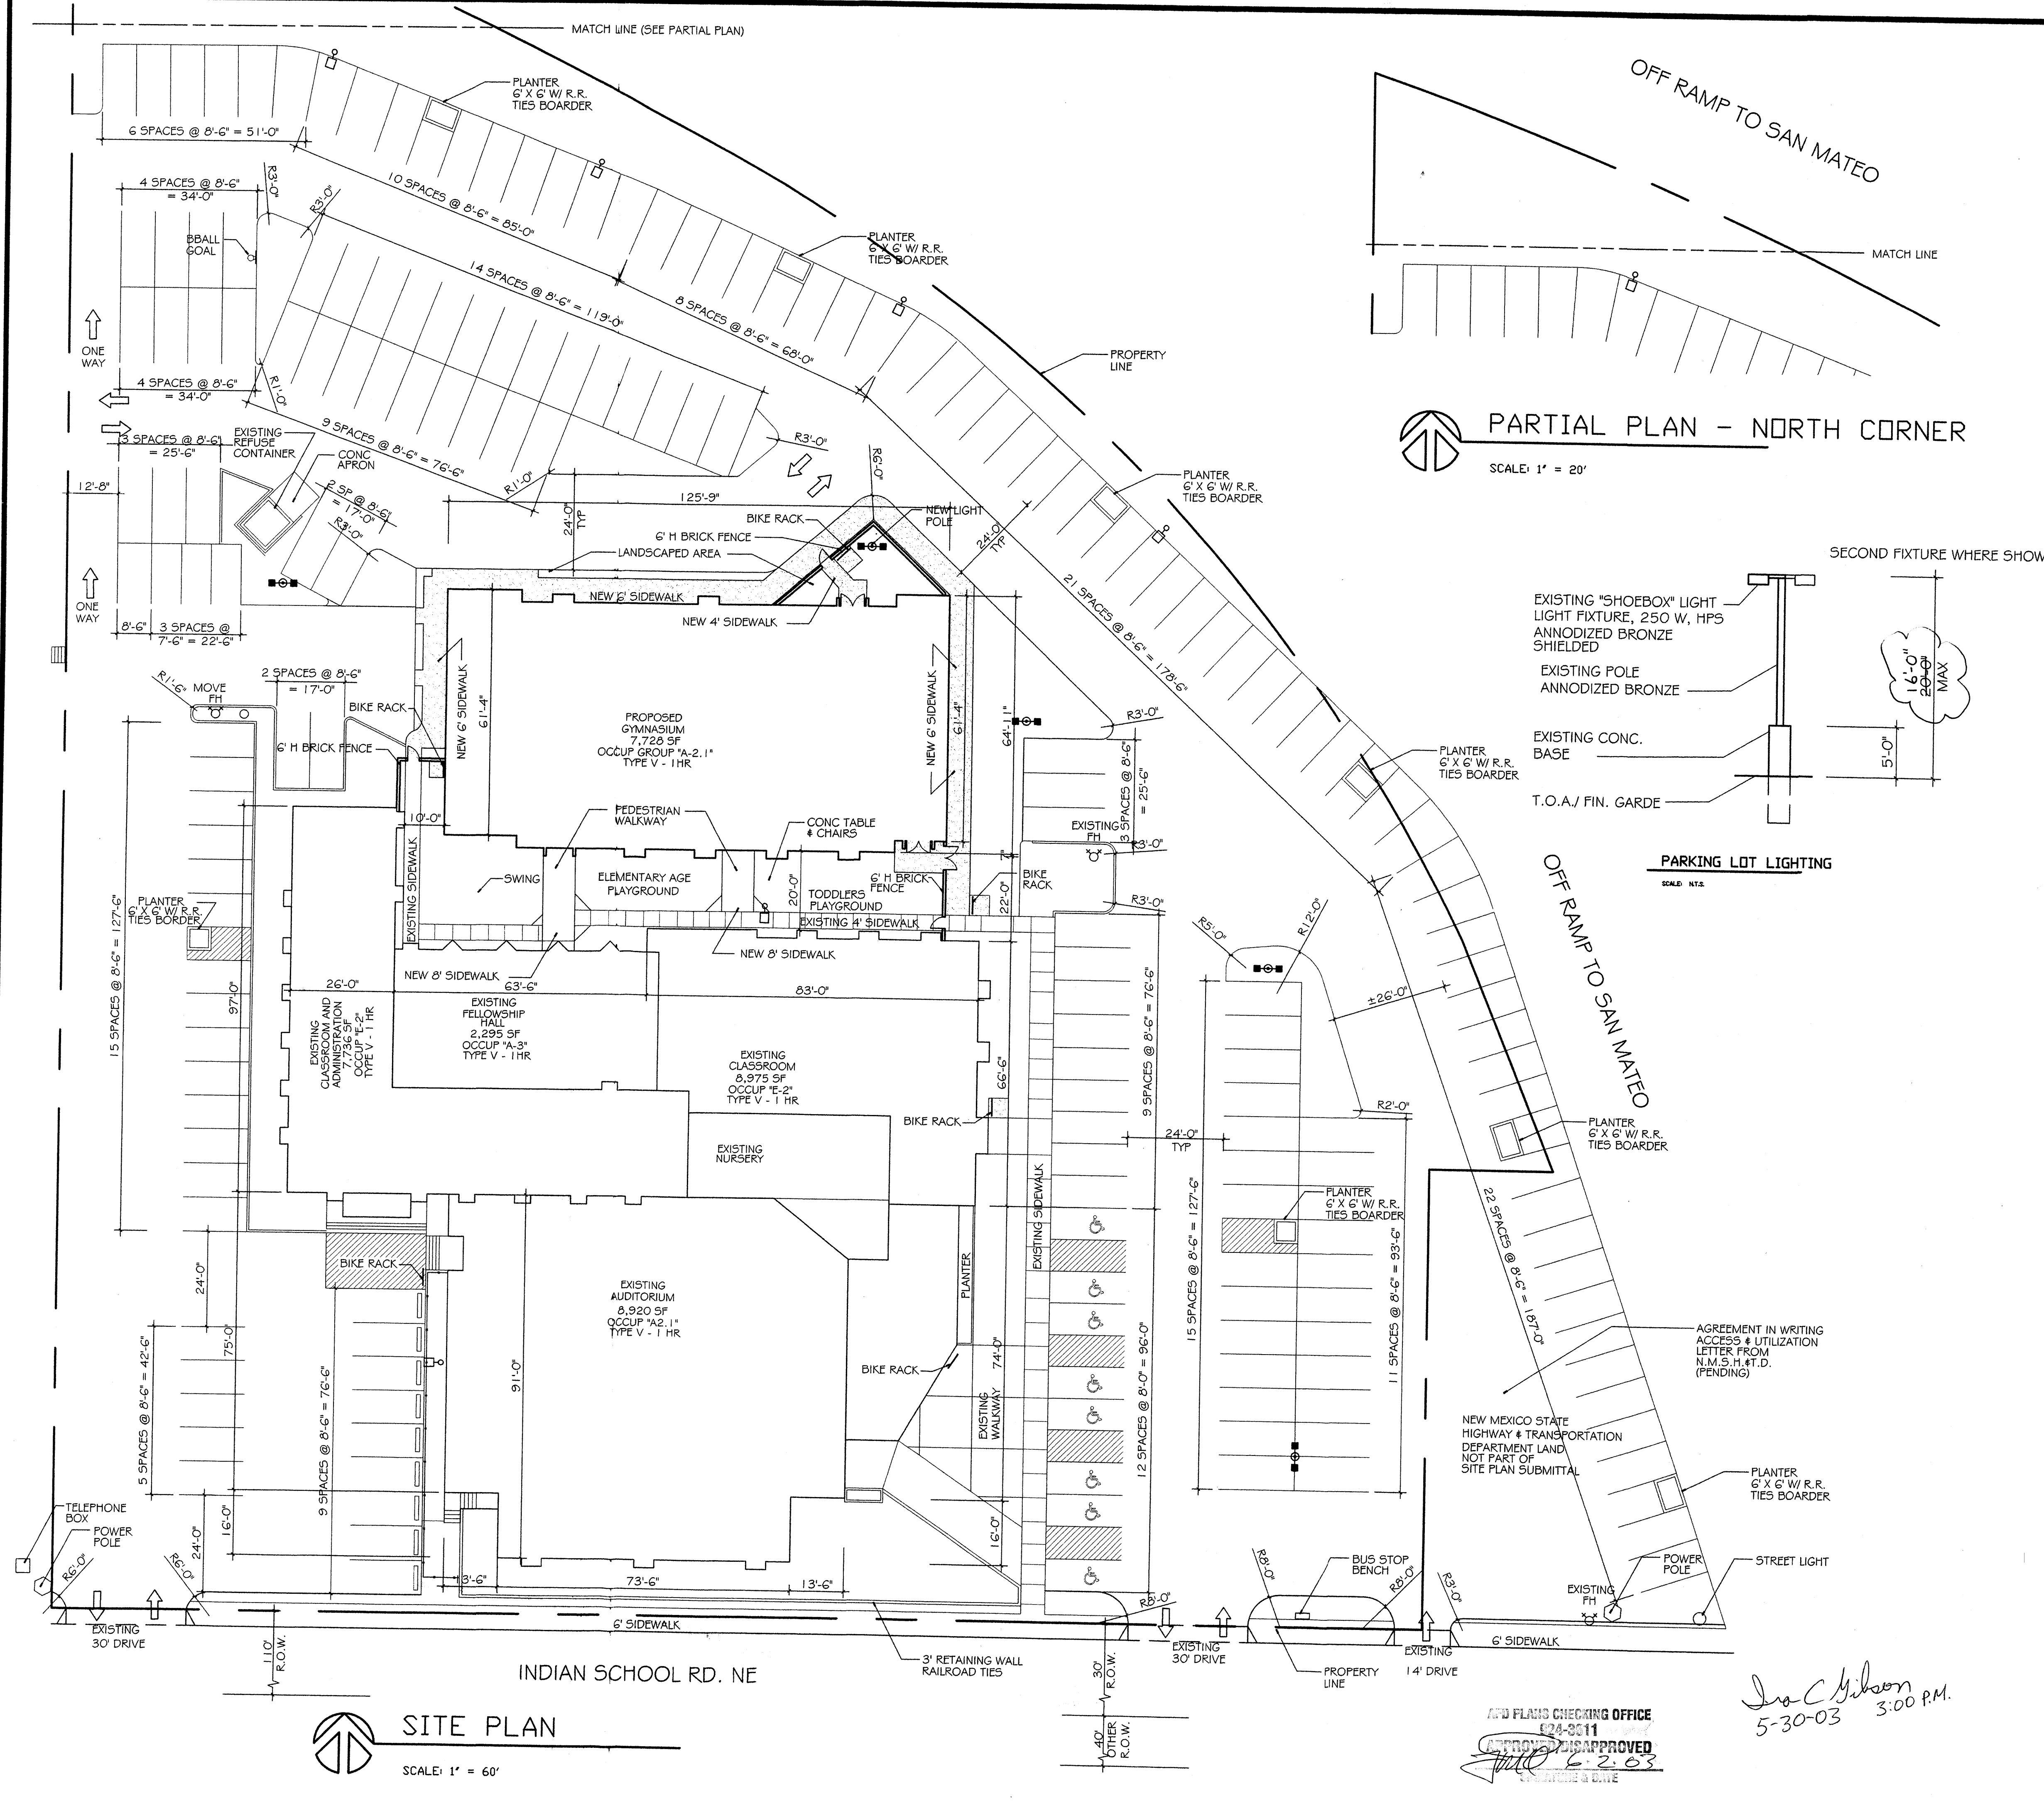 MATCH LINE (SEE PARTIAL PLAN)
PLANTER
6' X 6' W/ R.R.
TIES BOARDER
6 SPACES @ 8'-6" = 51'-0"
10 SPACES @ 8'-6" = 85'-0"
4 SPACES @ 8'-6"
= 34'-0"
R3'-0"
R3'-0"
BBALL
GOAL
14 SPACES @ 8'-6" = 119'-0"
PLANTER
6' X 6' W/ R.R.
TIES BOARDER
8 SPACES @ 8'-6" = 68'-0"
ONE
WAY
4 SPACES @ 8'-6"
= 34'-0"
R1'-0"
9 SPACES @ 8'-6" = 76'-6"
PROPERTY
LINE
3 SPACES @ 8'-6"
= 25'-6"
EXISTING
REFUSE
CONTAINER
CONC
APRON
2 SP @ 8'-6"
= 17'-0"
R3'-0"
R1'-0"
R3'-0"
R6'-0"
12'-8"
24'-0"
TYP
125'-9"
BIKE RACK
NEW LIGHT
POLE
6' H BRICK FENCE
LANDSCAPED AREA
24'-0"
TYP
PLANTER
6' X 6' W/ R.R.
TIES BOARDER
NEW 6' SIDEWALK
NEW 4' SIDEWALK
ONE
WAY
8'-6"
3 SPACES @
7'-6" = 22'-6"
21 SPACES @ 8'-6" = 178'-6"
R1'-6"
MOVE
FH
2 SPACES @ 8'-6"
= 17'-0"
BIKE RACK
6' H BRICK FENCE
NEW 6' SIDEWALK
61'-4"
PROPOSED
GYMNASIUM
7,728 SF
OCCUP GROUP "A-2.1"
TYPE V - 1HR
NEW 6' SIDEWALK
61'-4"
64'-11"
R3'-0"
3 SPACES @ 8'-6"
= 25'-6"
PLANTER
6' X 6' W/ R.R.
TIES BOARDER
10'-0"
PEDESTRIAN
WALKWAY
CONC TABLE
& CHAIRS
EXISTING
FH
R3'-0"
EXISTING SIDEWALK
SWING
ELEMENTARY AGE
PLAYGROUND
20'-0"
TODDLERS
PLAYGROUND
6' H BRICK
FENCE
7'
22'-0"
BIKE
RACK
R3'-0"
EXISTING 4' SIDEWALK
PLANTER
6' X 6' W/ R.R.
TIES BORDER
15 SPACES @ 8'-6" = 127'-6"
97'-0"
NEW 8' SIDEWALK
NEW 8' SIDEWALK
26'-0"
63'-6"
83'-0"
EXISTING
CLASSROOM AND
ADMINISTRATION
7,736 SF
OCCUP "E-2"
TYPE V - 1 HR
EXISTING
FELLOWSHIP
HALL
2,295 SF
OCCUP "A-3"
TYPE V - 1HR
EXISTING
CLASSROOM
8,975 SF
OCCUP "E-2"
TYPE V - 1 HR
66'-6"
BIKE RACK
9 SPACES @ 8'-6" = 76'-6"
R5'-0"
R12'-0"
±26'-0"
R2'-0"
24'-0"
TYP
OFF RAMP TO SAN MATEO
EXISTING
NURSERY
PLANTER
6' X 6' W/ R.R.
TIES BOARDER
PLANTER
6' X 6' W/ R.R.
TIES BOARDER
EXISTING SIDEWALK
15 SPACES @ 8'-6" = 127'-6"
11 SPACES @ 8'-6" = 93'-6"
22 SPACES @ 8'-6" = 187'-0"
24'-0"
BIKE RACK
EXISTING
AUDITORIUM
8,920 SF
OCCUP "A2.1"
TYPE V - 1 HR
PLANTER
5 SPACES @ 8'-6" = 42'-6"
75'-0"
9 SPACES @ 8'-6" = 76'-6"
91'-0"
BIKE RACK
74'-0"
EXISTING
WALKWAY
12 SPACES @ 8'-0" = 96'-0"
AGREEMENT IN WRITING
ACCESS & UTILIZATION
LETTER FROM
N.M.S.H.&T.D.
(PENDING)
NEW MEXICO STATE
HIGHWAY & TRANSPORTATION
DEPARTMENT LAND
NOT PART OF
SITE PLAN SUBMITTAL
PLANTER
6' X 6' W/ R.R.
TIES BOARDER
TELEPHONE
BOX
POWER
POLE
R6'-0"
R6'-0"
24'-0"
16'-0"
3'-6"
73'-6"
13'-6"
16'-0"
R8'-0"
BUS STOP
BENCH
R8'-0"
R3'-0"
EXISTING
FH
POWER
POLE
STREET LIGHT
EXISTING
30' DRIVE
110'
R.O.W.
6' SIDEWALK
INDIAN SCHOOL RD. NE
3' RETAINING WALL
RAILROAD TIES
30'
R.O.W.
40'
OTHER
R.O.W.
EXISTING
30' DRIVE
PROPERTY
LINE
EXISTING
14' DRIVE
6' SIDEWALK
SITE PLAN
SCALE: 1" = 60'
OFF RAMP TO SAN MATEO
MATCH LINE
PARTIAL PLAN - NORTH CORNER
SCALE: 1" = 20'
SECOND FIXTURE WHERE SHOW
EXISTING "SHOEBOX" LIGHT
LIGHT FIXTURE, 250 W, HPS
ANNODIZED BRONZE
SHIELDED
EXISTING POLE
ANNODIZED BRONZE
16'-0"
20'-0"
MAX
EXISTING CONC.
BASE
5'-0"
T.O.A./ FIN. GARDE
PARKING LOT LIGHTING
SCALE: N.T.S.
PLANS CHECKING OFFICE
924-3611
APPROVED/DISAPPROVED
6-2-03
SIGNATURE & DATE
Ira C Gibson
5-30-03 3:00 P.M.